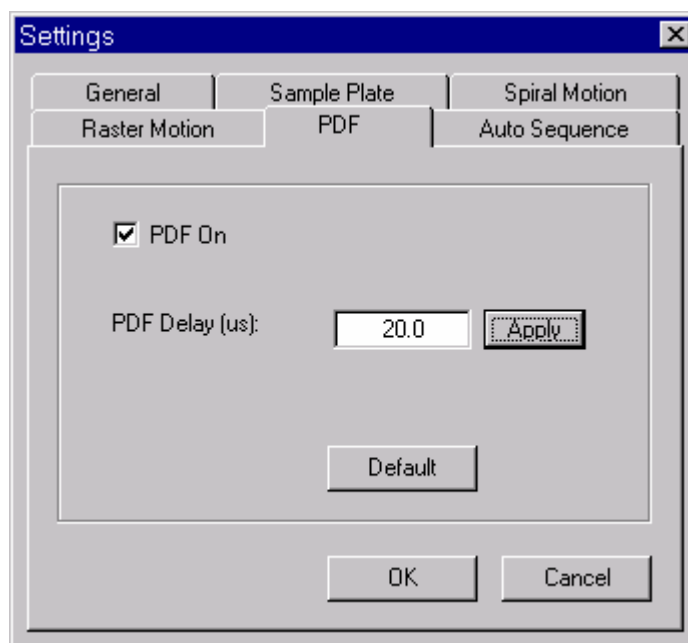 Settings
General Sample Plate Spiral Motion
Raster Motion PDF Auto Sequence
PDF On
PDF Delay (us): 20.0 Apply
Default
OK Cancel